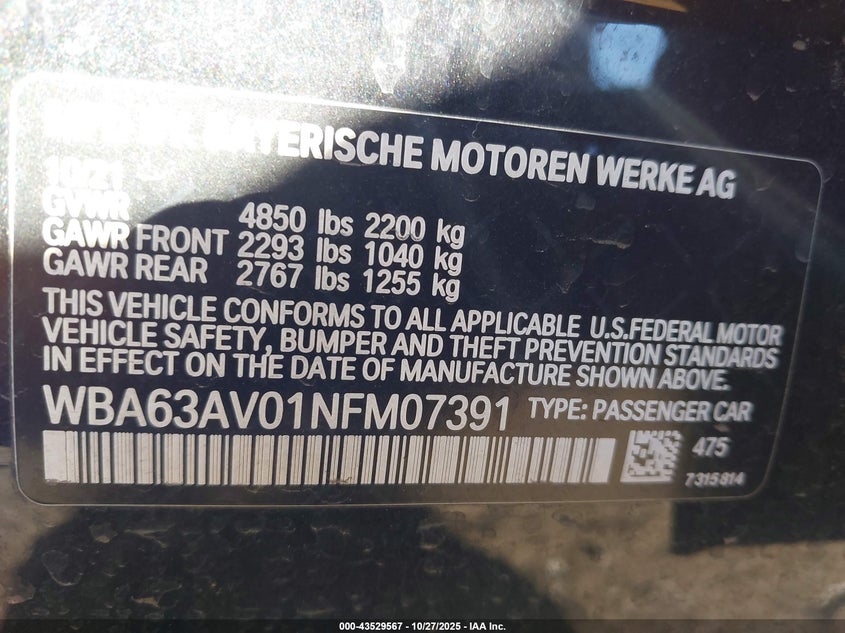 MFD BY BAYERISCHE MOTOREN WERKE AG
10/21
GVWR 4850 lbs 2200 kg
GAWR FRONT 2293 lbs 1040 kg
GAWR REAR 2767 lbs 1255 kg
THIS VEHICLE CONFORMS TO ALL APPLICABLE U.S.FEDERAL MOTOR
VEHICLE SAFETY, BUMPER AND THEFT PREVENTION STANDARDS
IN EFFECT ON THE DATE OF MANUFACTURE SHOWN ABOVE.
WBA63AV01NFM07391 TYPE: PASSENGER CAR
475
7315814
000-43529567 - 10/27/2025 - IAA Inc.